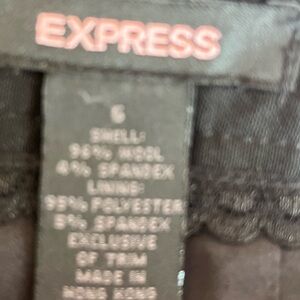 EXPRESS
6
SHELL:
96% WOOL
4% SPANDEX
LINING:
95% POLYESTER
5% SPANDEX
EXCLUSIVE
OF TRIM
MADE IN
HONG KONG